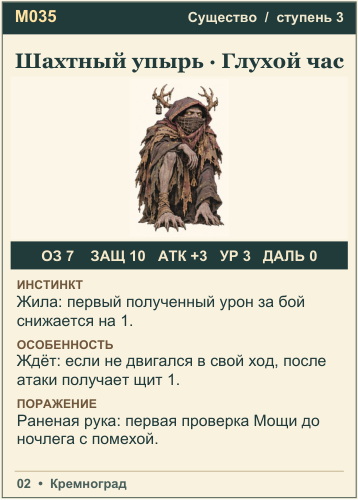 M035
Существо / ступень 3
Шахтный упырь · Глухой час
ОЗ 7 ЗАЩ 10 АТК +3 УР 3 ДАЛЬ 0
ИНСТИНКТ
Жила: первый полученный урон за бой
снижается на 1.
ОСОБЕННОСТЬ
Ждёт: если не двигался в свой ход, после
атаки получает щит 1.
ПОРАЖЕНИЕ
Раненая рука: первая проверка Мощи до
ночлега с помехой.
02 • Кремноград